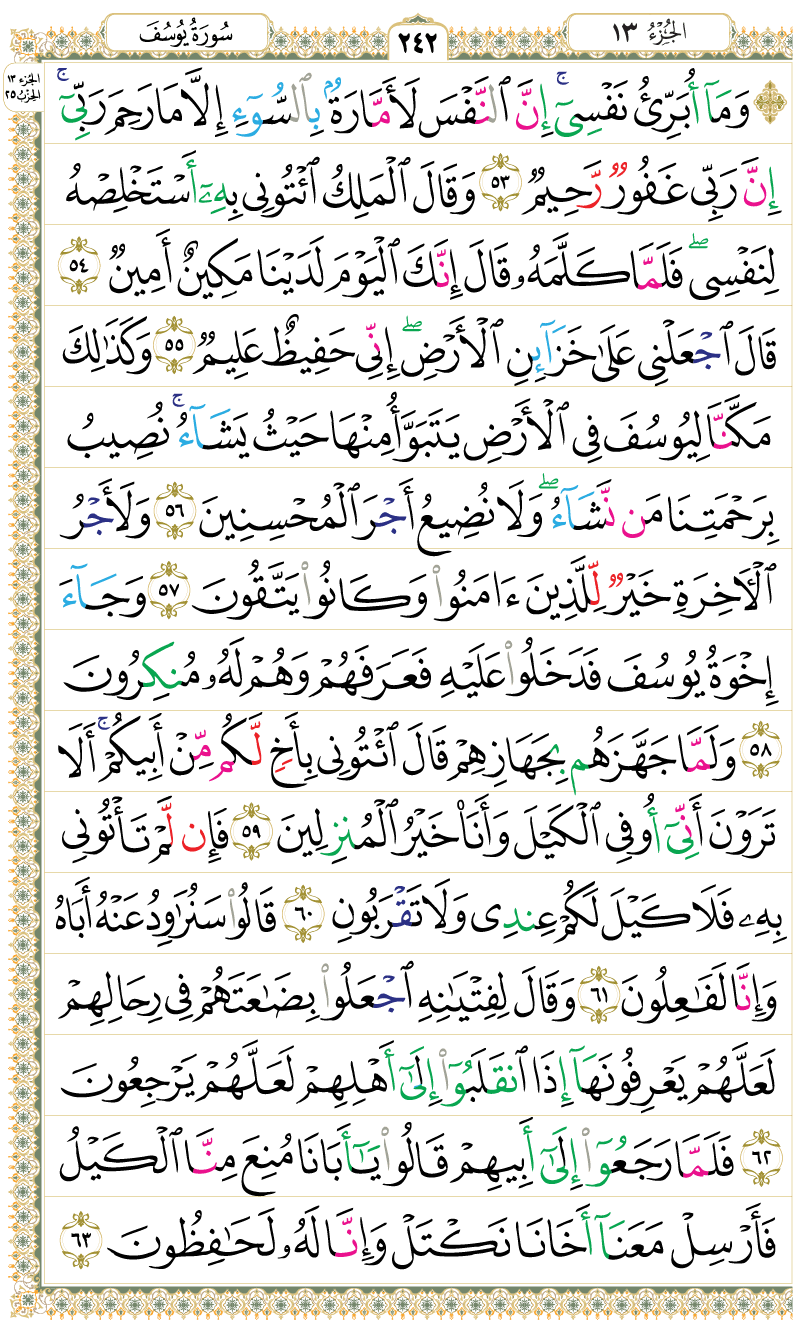 سُورَةُ يُوسُفَ
٢٤٢
الجُزْءُ ١٣
الجزء ١٣
الحزب ٢٥
۞ وَمَآ أُبَرِّئُ نَفْسِىٓ ۚ إِنَّ ٱلنَّفْسَ لَأَمَّارَةٌۢ بِٱلسُّوٓءِ إِلَّا مَا رَحِمَ رَبِّىٓ ۚ
إِنَّ رَبِّى غَفُورٌ رَّحِيمٌ ٥٣ وَقَالَ ٱلْمَلِكُ ٱئْتُونِى بِهِۦٓ أَسْتَخْلِصْهُ
لِنَفْسِى ۖ فَلَمَّا كَلَّمَهُۥ قَالَ إِنَّكَ ٱلْيَوْمَ لَدَيْنَا مَكِينٌ أَمِينٌ ٥٤
قَالَ ٱجْعَلْنِى عَلَىٰ خَزَآئِنِ ٱلْأَرْضِ ۖ إِنِّى حَفِيظٌ عَلِيمٌ ٥٥ وَكَذَٰلِكَ
مَكَّنَّا لِيُوسُفَ فِى ٱلْأَرْضِ يَتَبَوَّأُ مِنْهَا حَيْثُ يَشَآءُ ۚ نُصِيبُ
بِرَحْمَتِنَا مَن نَّشَآءُ ۖ وَلَا نُضِيعُ أَجْرَ ٱلْمُحْسِنِينَ ٥٦ وَلَأَجْرُ
ٱلْـَٔاخِرَةِ خَيْرٌ لِّلَّذِينَ ءَامَنُوا۟ وَكَانُوا۟ يَتَّقُونَ ٥٧ وَجَآءَ
إِخْوَةُ يُوسُفَ فَدَخَلُوا۟ عَلَيْهِ فَعَرَفَهُمْ وَهُمْ لَهُۥ مُنكِرُونَ
٥٨ وَلَمَّا جَهَّزَهُم بِجَهَازِهِمْ قَالَ ٱئْتُونِى بِأَخٍ لَّكُم مِّنْ أَبِيكُمْ ۚ أَلَا
تَرَوْنَ أَنِّىٓ أُوفِى ٱلْكَيْلَ وَأَنَا۠ خَيْرُ ٱلْمُنزِلِينَ ٥٩ فَإِن لَّمْ تَأْتُونِى
بِهِۦ فَلَا كَيْلَ لَكُمْ عِندِى وَلَا تَقْرَبُونِ ٦٠ قَالُوا۟ سَنُرَٰوِدُ عَنْهُ أَبَاهُ
وَإِنَّا لَفَـٰعِلُونَ ٦١ وَقَالَ لِفِتْيَـٰنِهِ ٱجْعَلُوا۟ بِضَـٰعَتَهُمْ فِى رِحَالِهِمْ
لَعَلَّهُمْ يَعْرِفُونَهَآ إِذَا ٱنقَلَبُوٓا۟ إِلَىٰٓ أَهْلِهِمْ لَعَلَّهُمْ يَرْجِعُونَ
٦٢ فَلَمَّا رَجَعُوٓا۟ إِلَىٰٓ أَبِيهِمْ قَالُوا۟ يَـٰٓأَبَانَا مُنِعَ مِنَّا ٱلْكَيْلُ
فَأَرْسِلْ مَعَنَآ أَخَانَا نَكْتَلْ وَإِنَّا لَهُۥ لَحَـٰفِظُونَ ٦٣